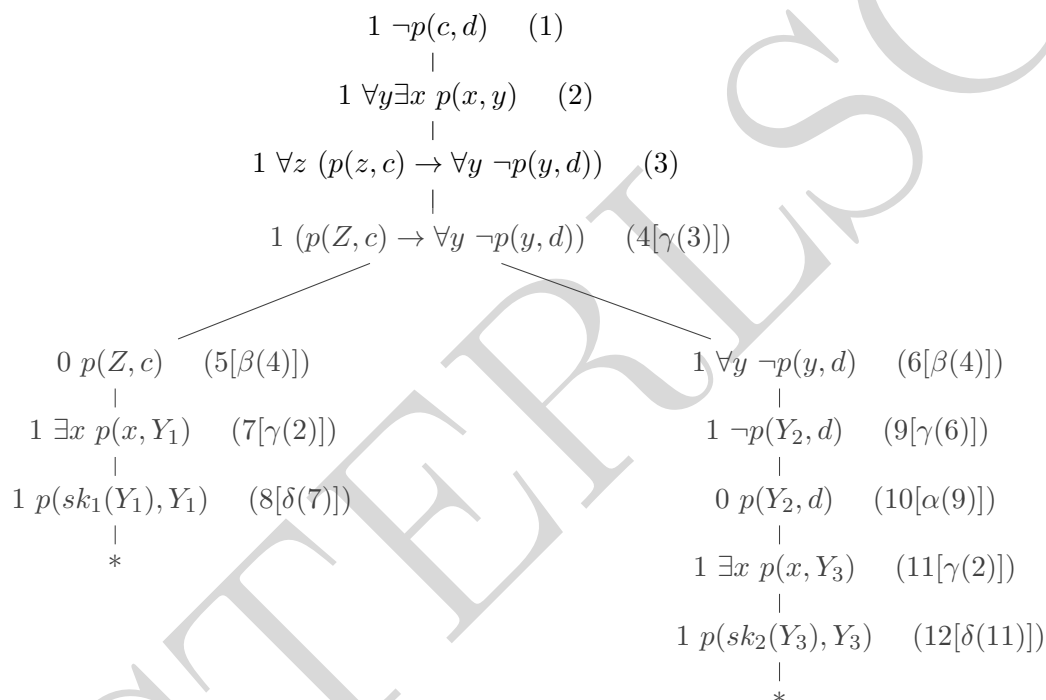 1 ¬p(c, d) (1)
1 ∀y∃x p(x, y) (2)
1 ∀z (p(z, c) → ∀y ¬p(y, d)) (3)
1 (p(Z, c) → ∀y ¬p(y, d)) (4[γ(3)])
0 p(Z, c) (5[β(4)])
1 ∀y ¬p(y, d) (6[β(4)])
1 ∃x p(x, Y₁) (7[γ(2)])
1 ¬p(Y₂, d) (9[γ(6)])
1 p(sk₁(Y₁), Y₁) (8[δ(7)])
0 p(Y₂, d) (10[α(9)])
*
1 ∃x p(x, Y₃) (11[γ(2)])
1 p(sk₂(Y₃), Y₃) (12[δ(11)])
*
STERLSC